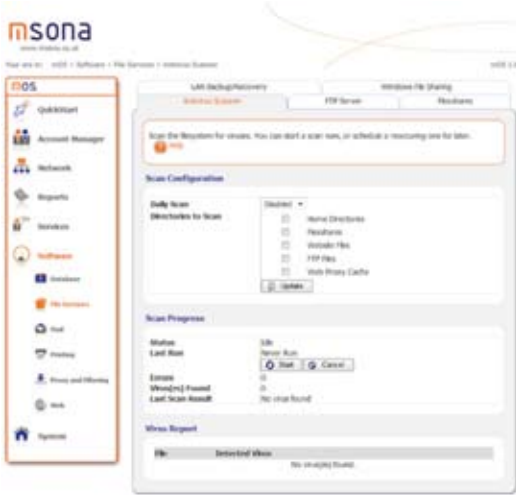 msona
www.msona.co.uk
You are in: mOS > Software > File Services > Antivirus Scanner
mOS
QuickStart
Account Manager
Network
Reports
Services
Software
Database
File Services
Mail
Printing
Proxy and Filtering
Web
System
LAN Backup/Recovery
Windows File Sharing
Antivirus Scanner
FTP Server
Fileshares
Scan the filesystem for viruses. You can start a scan now, or schedule a reoccuring one for later.
Help
Scan Configuration
Daily Scan Disabled
Directories to Scan
Home Directories
Fileshares
Website Files
FTP Files
Web Proxy Cache
Update
Scan Progress
Status Idle
Last Run Never Run
Start Cancel
Errors 0
Virus(es) Found 0
Last Scan Result No virus found
Virus Report
File Detected Virus
No virus(es) found.